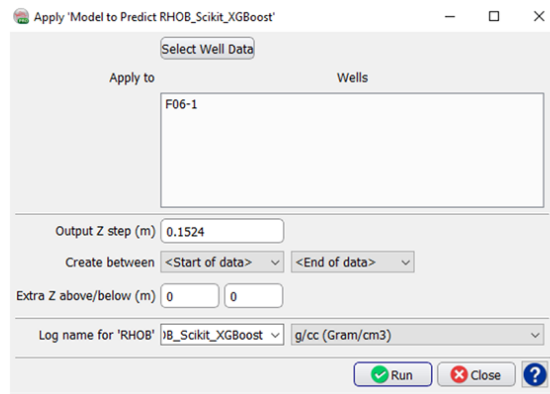 Apply 'Model to Predict RHOB_Scikit_XGBoost'
Select Well Data
Apply to Wells
F06-1
Output Z step (m) 0.1524
Create between <Start of data> <End of data>
Extra Z above/below (m) 0 0
Log name for 'RHOB' OB_Scikit_XGBoost g/cc (Gram/cm3)
Run Close ?